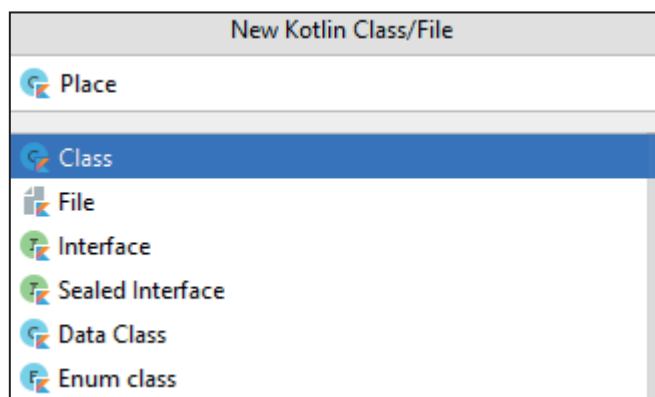 New Kotlin Class/File
Place
Class
File
Interface
Sealed Interface
Data Class
Enum class